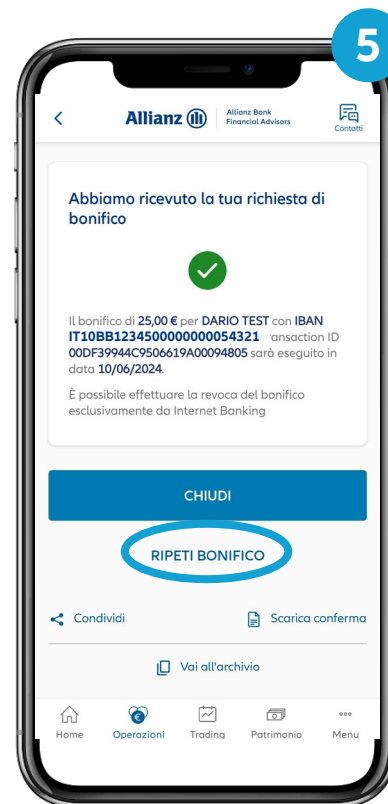 5
Allianz
Allianz Bank
Financial Advisors
Contatti
Abbiamo ricevuto la tua richiesta di
bonifico
Il bonifico di 25,00 € per DARIO TEST con IBAN
IT10BB1234500000000054321 ansaction ID
00DF39944C9506619A00094805 sarà eseguito in
data 10/06/2024.
È possibile effettuare la revoca del bonifico
esclusivamente da Internet Banking
CHIUDI
RIPETI BONIFICO
Condividi
Scarica conferma
Vai all'archivio
Home Operazioni Trading Patrimonio Menu